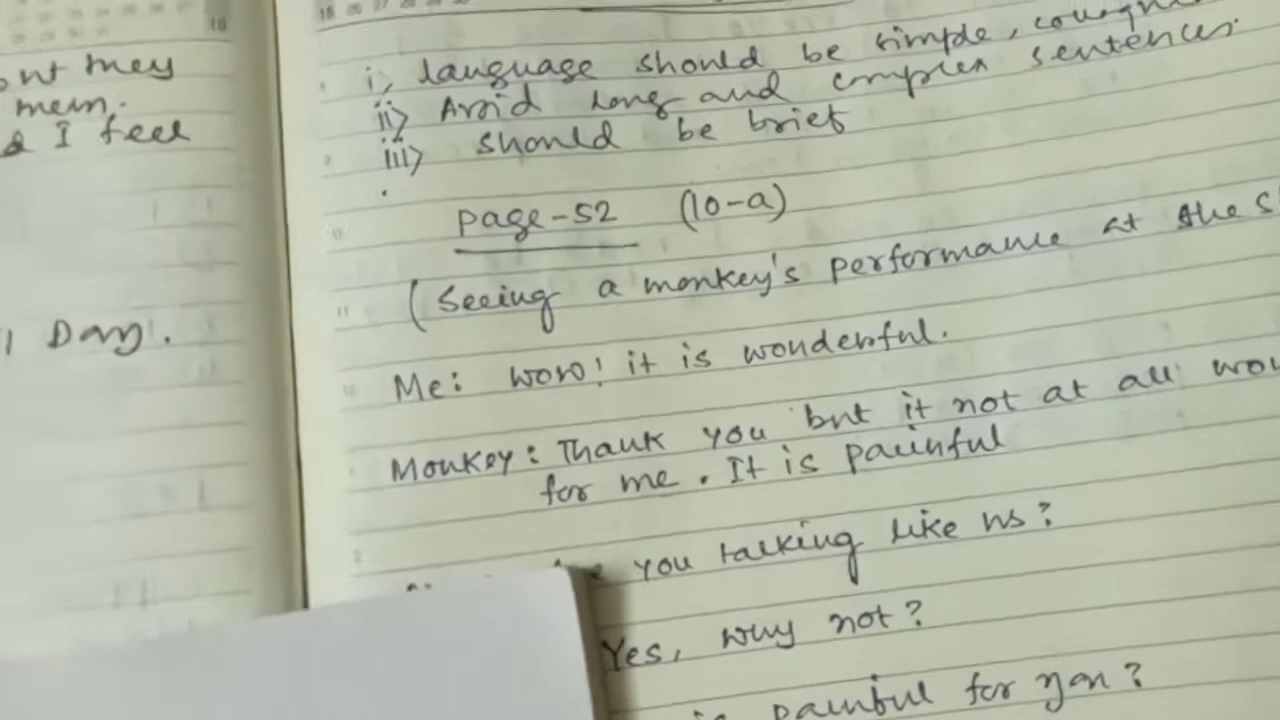 ont they
mem.
I feel
Day.
i) language should be simple,
ii) Avoid long and complex sentences.
iii) should be brief
page-52 (10-a)
(Seeing a monkey's performance at the
Me: wow! it is wonderful.
Monkey: Thank you but it not at all
for me. It is painful
you talking like us?
Yes, why not?
painful for you?